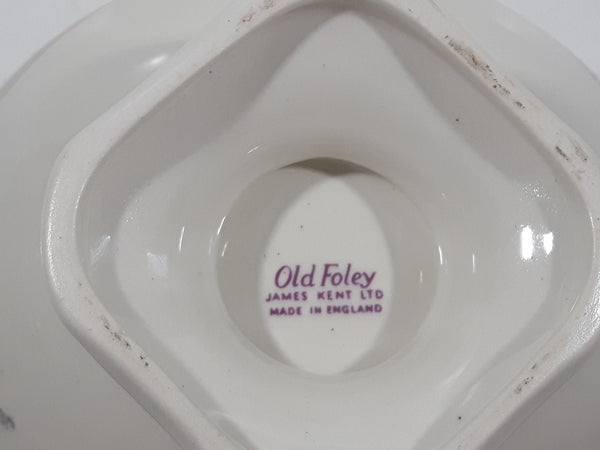 Old Foley
JAMES KENT LTD
MADE IN ENGLAND